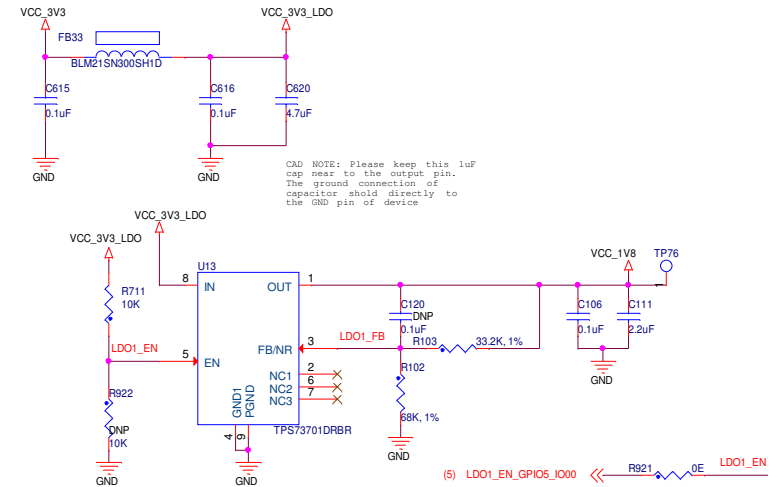 VCC_3V3
VCC_3V3_LDO
FB33
BLM21SN300SH1D
C615
0.1uF
C616
0.1uF
C620
4.7uF
GND
GND
CAD NOTE: Please keep this 1uF
cap near to the output pin.
The ground connection of
capacitor shold directly to
the GND pin of device
VCC_3V3_LDO
VCC_3V3_LDO
VCC_1V8
TP76
U13
8
IN
OUT
1
1
R711
10K
C120
DNP
0.1uF
C106
0.1uF
C111
2.2uF
LDO1_EN
5
EN
FB/NR
3
LDO1_FB
R103
33.2K, 1%
NC1
2
NC2
6
NC3
7
R102
68K, 1%
GND
R922
DNP
10K
GND1
PGND
4
9
TPS73701DRBR
GND
GND
GND
(5) LDO1_EN_GPIO5_IO00
R921
0E
LDO1_EN